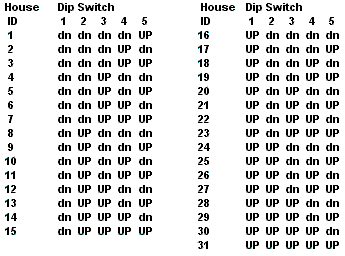 House Dip Switch
ID 1 2 3 4 5
1 dn dn dn dn UP
2 dn dn dn UP dn
3 dn dn dn UP UP
4 dn dn UP dn dn
5 dn dn UP dn UP
6 dn dn UP UP dn
7 dn dn UP UP UP
8 dn UP dn dn dn
9 dn UP dn dn UP
10 dn UP dn UP dn
11 dn UP dn UP UP
12 dn UP UP dn dn
13 dn UP UP dn UP
14 dn UP UP UP dn
15 dn UP UP UP UP
House Dip Switch
ID 1 2 3 4 5
16 UP dn dn dn dn
17 UP dn dn dn UP
18 UP dn dn UP dn
19 UP dn dn UP UP
20 UP dn UP dn dn
21 UP dn UP dn UP
22 UP dn UP UP dn
23 UP dn UP UP UP
24 UP UP dn dn dn
25 UP UP dn dn UP
26 UP UP dn UP dn
27 UP UP dn UP UP
28 UP UP UP dn dn
29 UP UP UP dn UP
30 UP UP UP UP dn
31 UP UP UP UP UP